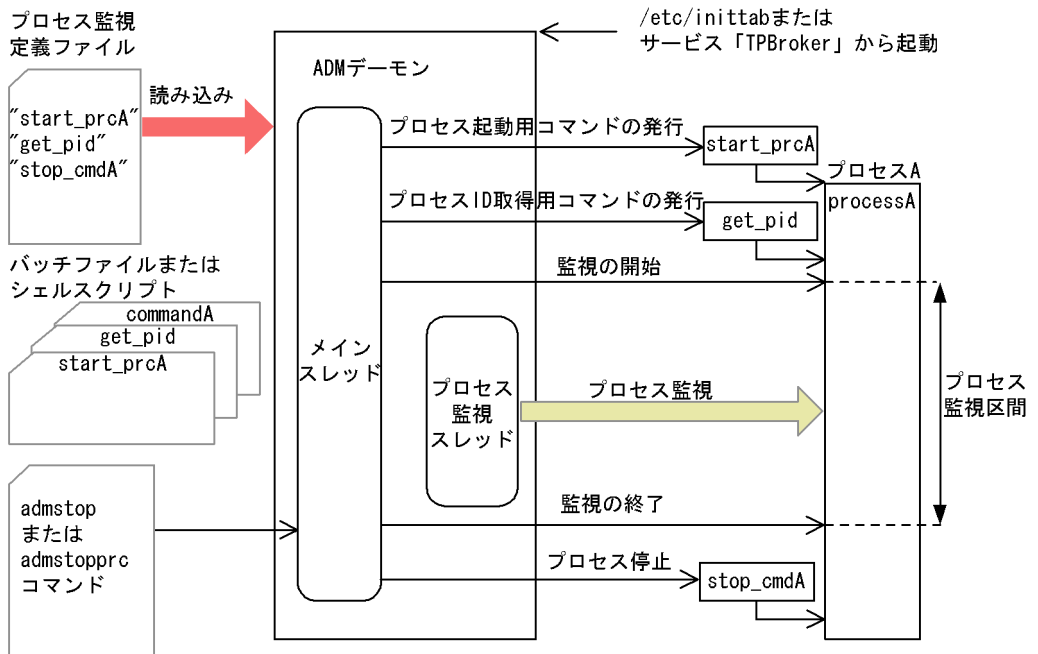 プロセス監視
定義ファイル
"start_prcA"
"get_pid"
"stop_cmdA"
読み込み
/etc/inittabまたは
サービス「TPBroker」から起動
ADMデーモン
プロセス起動用コマンドの発行
start_prcA
プロセスA
processA
プロセスID取得用コマンドの発行
get_pid
監視の開始
バッチファイルまたは
シェルスクリプト
commandA
get_pid
start_prcA
メイン
スレッド
プロセス
監視
スレッド
プロセス監視
プロセス
監視区間
admstop
または
admstopprc
コマンド
監視の終了
プロセス停止
stop_cmdA